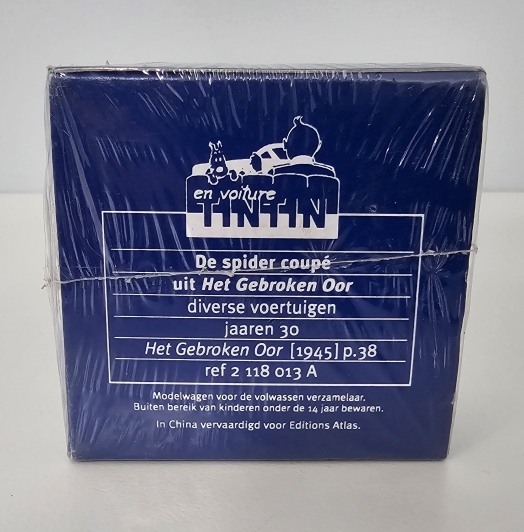 en voiture
TINTIN
De spider coupé
uit Het Gebroken Oor
diverse voertuigen
jaaren 30
Het Gebroken Oor [1945] p.38
ref 2 118 013 A
Modelwagen voor de volwassen verzamelaar.
Buiten bereik van kinderen onder de 14 jaar bewaren.
In China vervaardigd voor Editions Atlas.